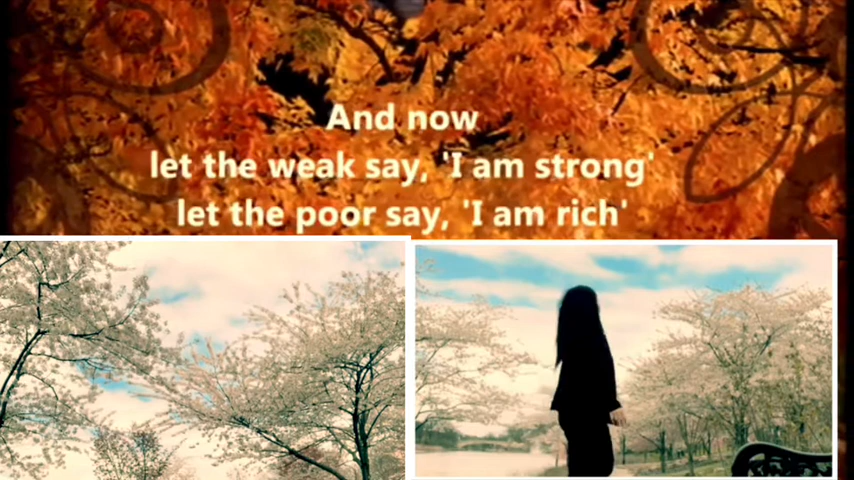 And now
let the weak say, 'I am strong'
let the poor say, 'I am rich'